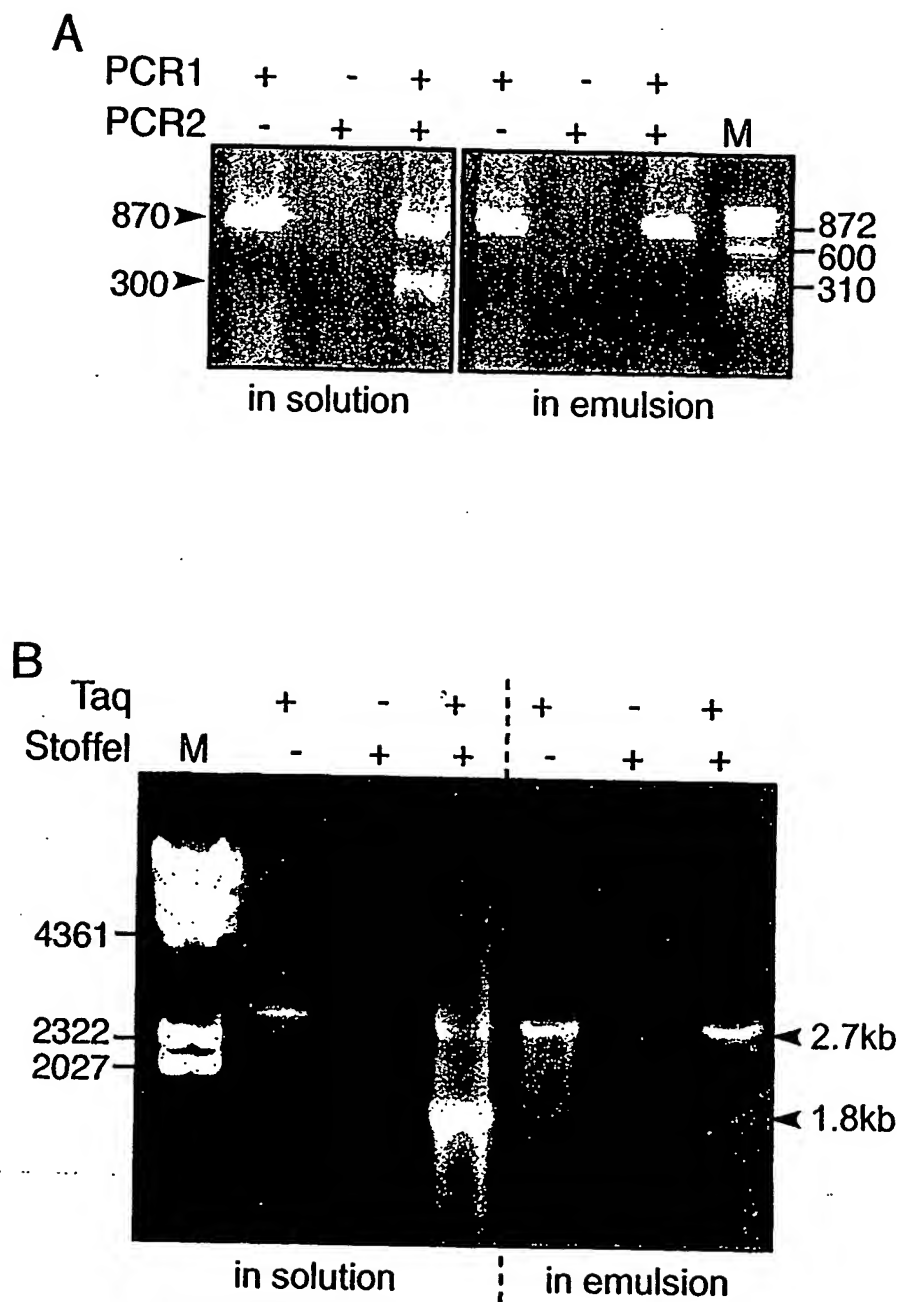 A
PCR1 + - + + - +
PCR2 - + + - + + M
870 872
600
300 310
in solution in emulsion
B
Taq + - + + - +
Stoffel M - + + - + +
4361
2322 2.7kb
2027
1.8kb
in solution in emulsion